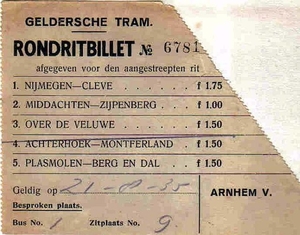 GELDERSCHE TRAM.
RONDRITBILLET № 6781
afgegeven voor den aangestreepten rit
1. NIJMEGEN—CLEVE . . f 1.75
2. MIDDACHTEN—ZIJPENBERG . f 1.00
3. OVER DE VELUWE . . f 1.50
4. ACHTERHOEK—MONTFERLAND . f 1.50
5. PLASMOLEN—BERG EN DAL . . f 1.50
Geldig op 21-8-35
ARNHEM V.
Besproken plaats.
Bus No. 1 Zitplaats No. 9